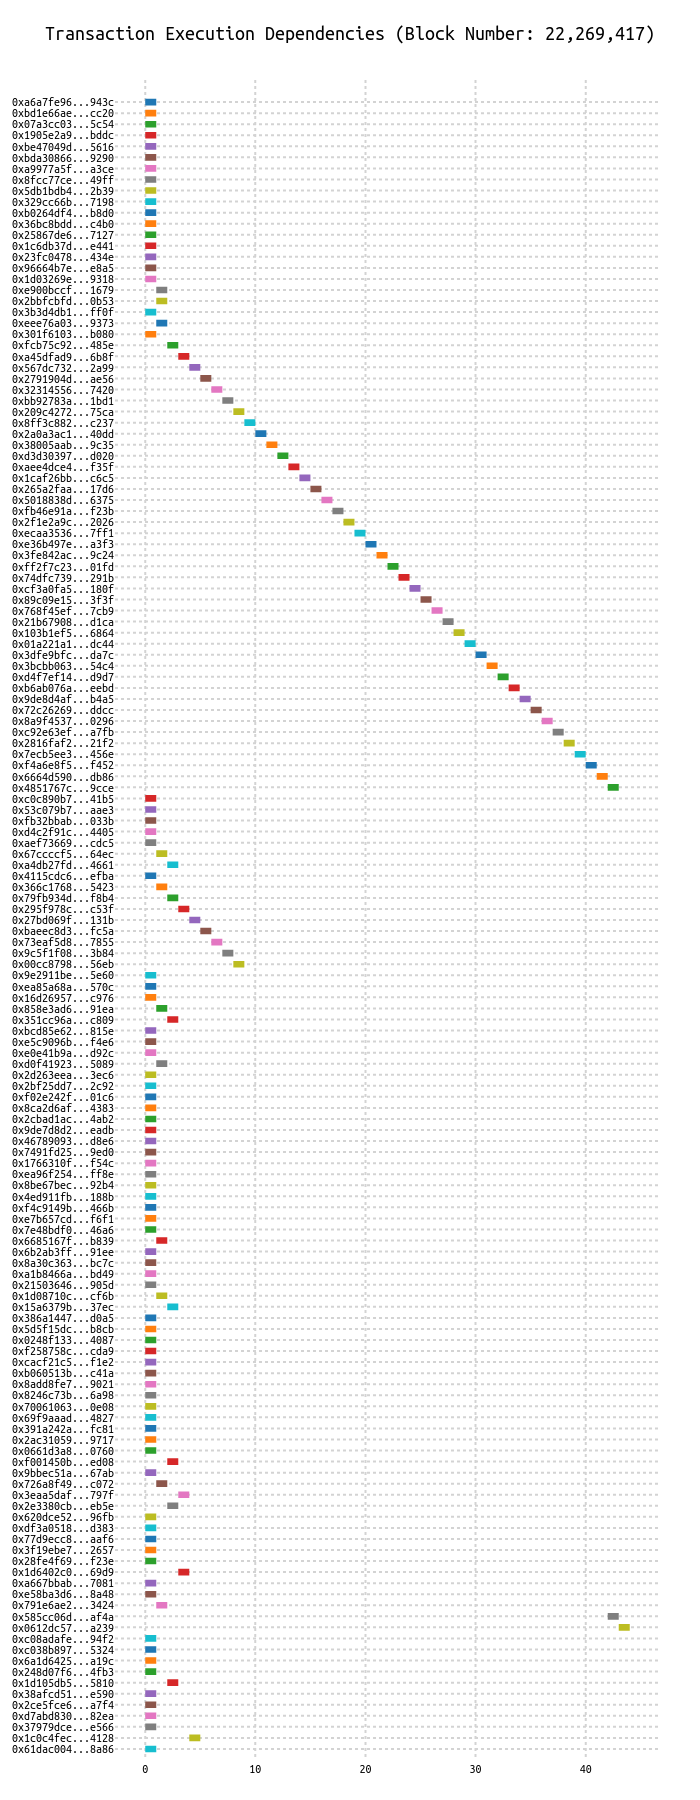 Transaction Execution Dependencies (Block Number: 22,269,417)
0xa6a7fe96...943c
0xbd1e66ae...cc20
0x07a3cc03...5c54
0x1905e2a9...bddc
0xbe47049d...5616
0xbda30866...9290
0xa9977a5f...a3ce
0x8fcc77ce...49ff
0x5db1bdb4...2b39
0x329cc66b...7198
0xb0264df4...b8d0
0x36bc8bdd...c4b0
0x25867de6...7127
0x1c6db37d...e441
0x23fc0478...434e
0x96664b7e...e8a5
0x1d03269e...9318
0xe900bccf...1679
0x2bbfcbfd...0b53
0x3b3d4db1...ff0f
0xeee76a03...9373
0x301f6103...b080
0xfcb75c92...485e
0xa45dfad9...6b8f
0x567dc732...2a99
0x2791904d...ae56
0x32314556...7420
0xbb92783a...1bd1
0x209c4272...75ca
0x8ff3c882...c237
0x2a0a3ac1...40dd
0x38005aab...9c35
0xd3d30397...d020
0xaee4dce4...f35f
0x1caf26bb...c6c5
0x265a2faa...17d6
0x5018838d...6375
0xfb46e91a...f23b
0x2f1e2a9c...2026
0xecaa3536...7ff1
0xe36b497e...a3f3
0x3fe842ac...9c24
0xff2f7c23...01fd
0x74dfc739...291b
0xcf3a0fa5...180f
0x89c09e15...3f3f
0x768f45ef...7cb9
0x21b67908...d1ca
0x103b1ef5...6864
0x01a221a1...dc44
0x3dfe9bfc...da7c
0x3bcbb063...54c4
0xd4f7ef14...d9d7
0xb6ab076a...eebd
0x9de8d4af...b4a5
0x72c26269...ddcc
0x8a9f4537...0296
0xc92e63ef...a7fb
0x2816faf2...21f2
0x7ecb5ee3...456e
0xf4a6e8f5...f452
0x6664d590...db86
0x4851767c...9cce
0xc0c890b7...41b5
0x53c079b7...aae3
0xfb32bbab...033b
0xd4c2f91c...4405
0xaef73669...cdc5
0x67ccccf5...64ec
0xa4db27fd...4661
0x4115cdc6...efba
0x366c1768...5423
0x79fb934d...f8b4
0x295f978c...c53f
0x27bd069f...131b
0xbaeec8d3...fc5a
0x73eaf5d8...7855
0x9c5f1f08...3b84
0x00cc8798...56eb
0x9e2911be...5e60
0xea85a68a...570c
0x16d26957...c976
0x858e3ad6...91ea
0x351cc96a...c809
0xbcd85e62...815e
0xe5c9096b...f4e6
0xe0e41b9a...d92c
0xd0f41923...5089
0x2d263eea...3ec6
0x2bf25dd7...2c92
0xf02e242f...01c6
0x8ca2d6af...4383
0x2cbad1ac...4ab2
0x9de7d8d2...eadb
0x46789093...d8e6
0x7491fd25...9ed0
0x1766310f...f54c
0xea96f254...ff8e
0x8be67bec...92b4
0x4ed911fb...188b
0xf4c9149b...466b
0xe7b657cd...f6f1
0x7e48bdf0...46a6
0x6685167f...b839
0x6b2ab3ff...91ee
0x8a30c363...bc7c
0xa1b8466a...bd49
0x21503646...905d
0x1d08710c...cf6b
0x15a6379b...37ec
0x386a1447...d0a5
0x5d5f15dc...b8cb
0x0248f133...4087
0xf258758c...cda9
0xcacf21c5...f1e2
0xb060513b...c41a
0x8add8fe7...9021
0x8246c73b...6a98
0x70061063...0e08
0x69f9aaad...4827
0x391a242a...fc81
0x2ac31059...9717
0x0661d3a8...0760
0xf001450b...ed08
0x9bbec51a...67ab
0x726a8f49...c072
0x3eaa5daf...797f
0x2e3380cb...eb5e
0x620dce52...96fb
0xdf3a0518...d383
0x77d9ecc8...aaf6
0x3f19ebe7...2657
0x28fe4f69...f23e
0x1d6402c0...69d9
0xa667bbab...7081
0xe58ba3d6...8a48
0x791e6ae2...3424
0x585cc06d...af4a
0x0612dc57...a239
0xc08adafe...94f2
0xc038b897...5324
0x6a1d6425...a19c
0x248d07f6...4fb3
0x1d105db5...5810
0x38afcd51...e590
0x2ce5fce6...a7f4
0xd7abd830...82ea
0x37979dce...e566
0x1c0c4fec...4128
0x61dac004...8a86
0 10 20 30 40